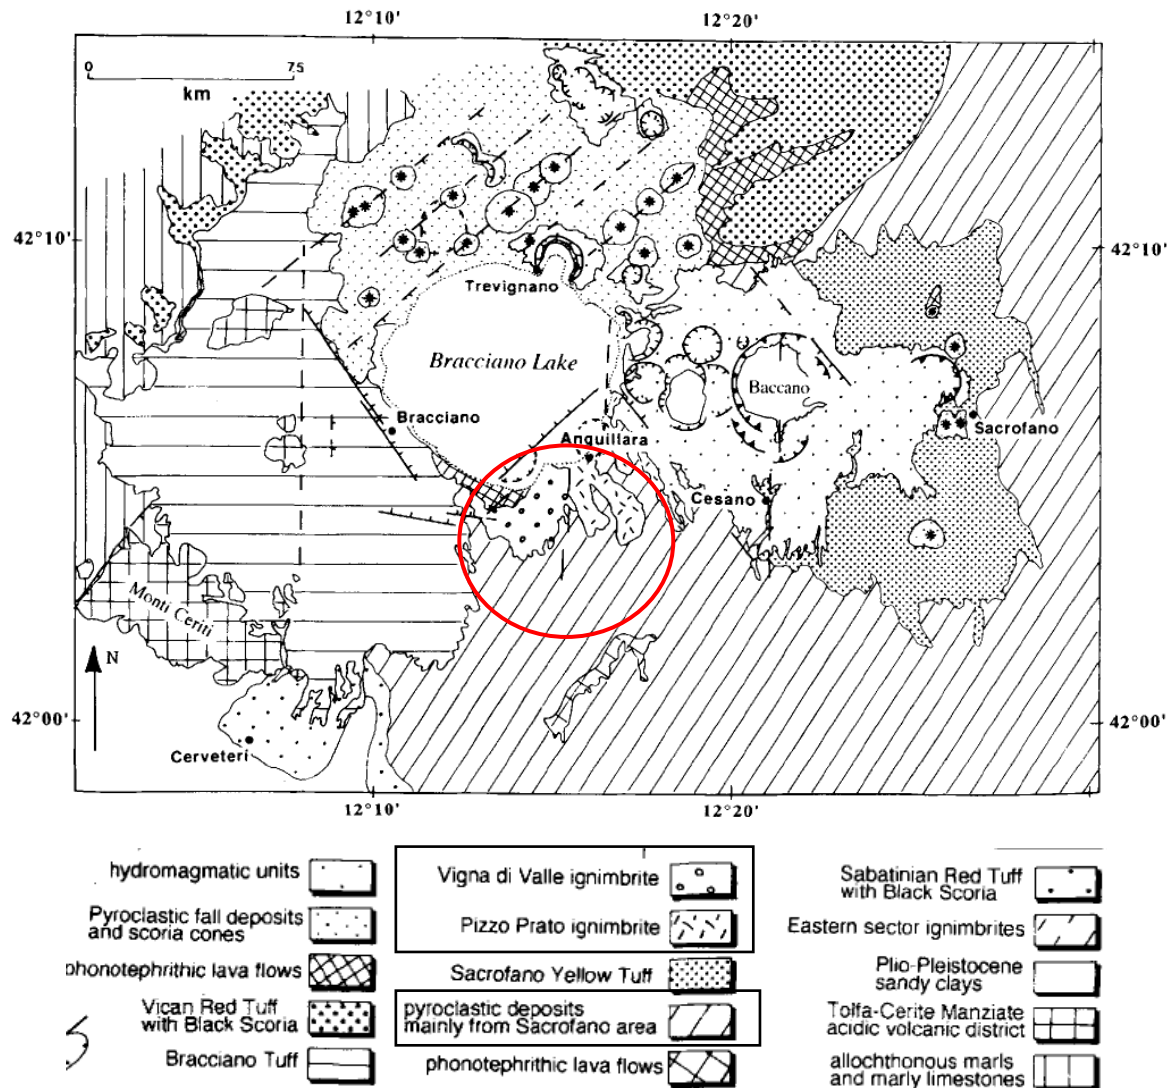 12°10'
12°20'
0
75
km
42°10'
42°10'
Trevignano
Bracciano Lake
Baccano
Bracciano
Anguillara
Sacrofano
Cesano
Monti Ceriti
N
42°00'
42°00'
Cerveteri
12°10'
12°20'
hydromagmatic units
Pyroclastic fall deposits
and scoria cones
phonotephrithic lava flows
Vican Red Tuff
with Black Scoria
Bracciano Tuff
Vigna di Valle ignimbrite
Pizzo Prato ignimbrite
Sacrofano Yellow Tuff
pyroclastic deposits
mainly from Sacrofano area
phonotephrithic lava flows
Sabatinian Red Tuff
with Black Scoria
Eastern sector ignimbrites
Plio-Pleistocene
sandy clays
Tolfa-Cerite Manziate
acidic volcanic district
allochthonous marls
and marly limestones